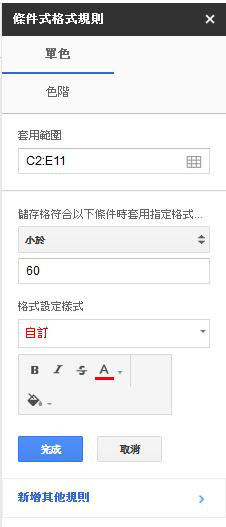 條件式格式規則
單色
色階
套用範圍
C2:E11
儲存格符合以下條件時套用指定格式...
小於
60
格式設定樣式
自訂
B I S A
完成 取消
新增其他規則